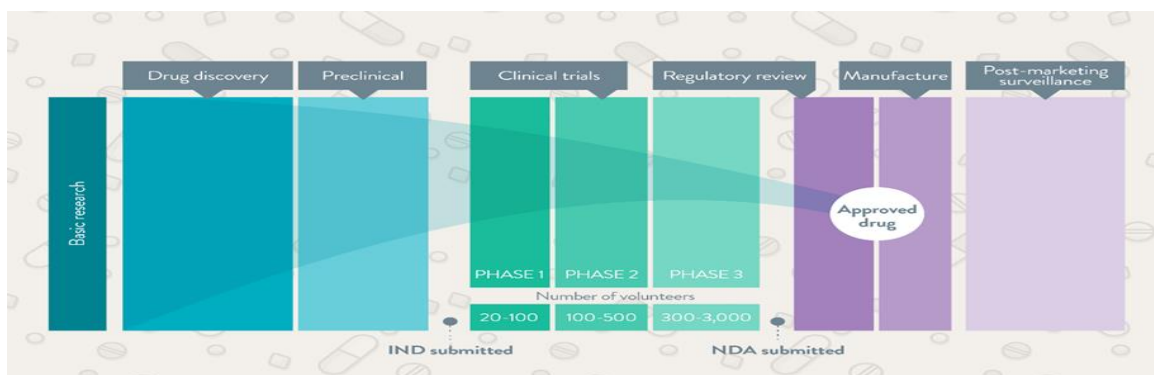 Drug discovery
Preclinical
Clinical trials
Regulatory review
Manufacture
Post-marketing
surveillance
Basic research
Approved
drug
PHASE 1
PHASE 2
PHASE 3
Number of volunteers
20-100
100-500
300-3,000
IND submitted
NDA submitted